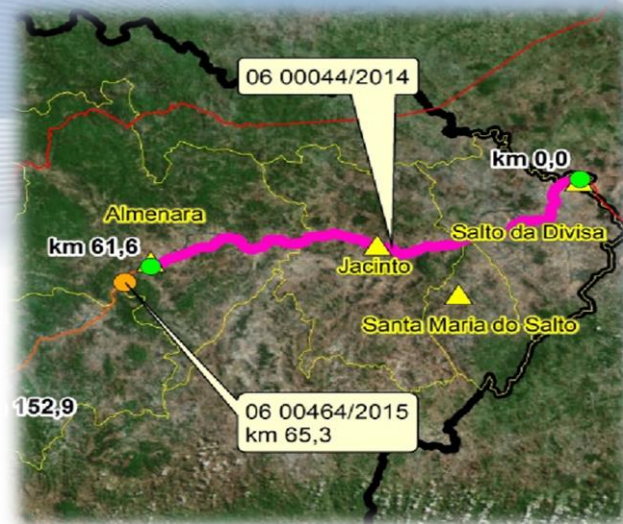 06 00044/2014
km 0,0
Almenara
km 61,6
Salto da Divisa
Jacinto
Santa Maria do Salto
152,9
06 00464/2015
km 65,3